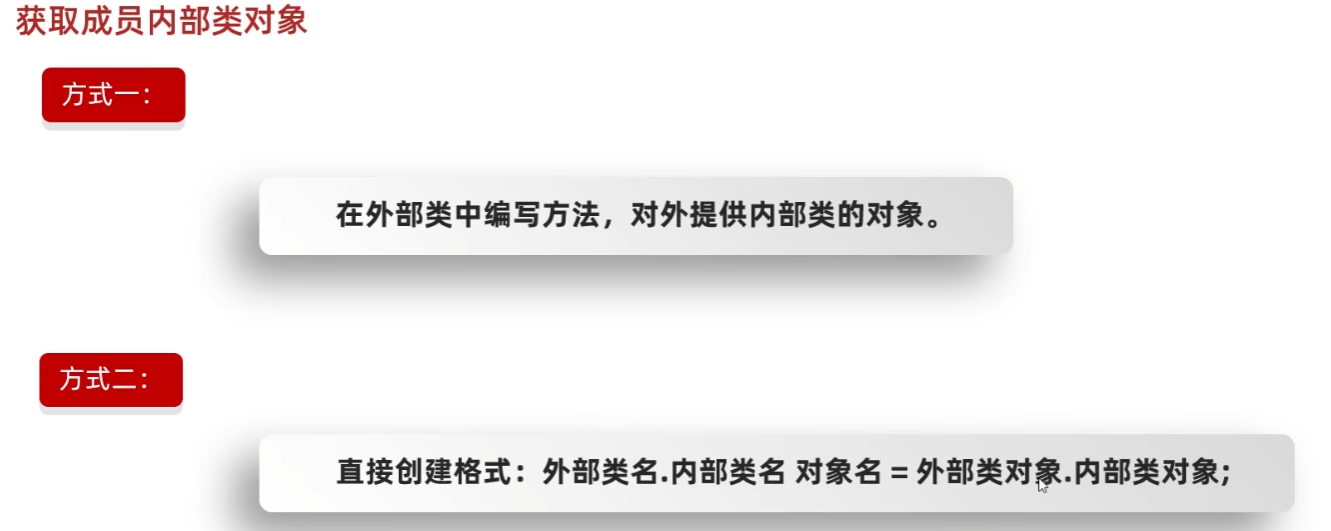 获取成员内部类对象
方式一：
在外部类中编写方法，对外提供内部类的对象。
方式二：
直接创建格式：外部类名.内部类名 对象名 = 外部类对象.内部类对象;